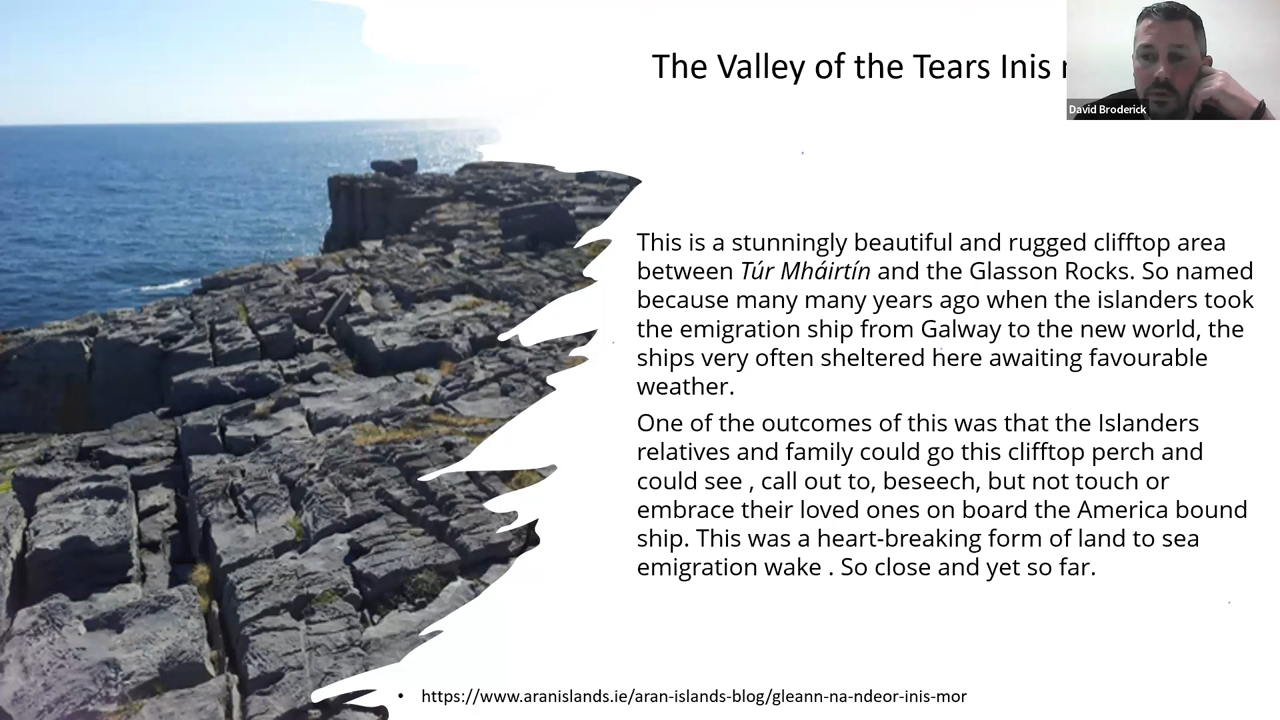 The Valley of the Tears Inis
David Broderick
This is a stunningly beautiful and rugged clifftop area
between Túr Mháirtín and the Glasson Rocks. So named
because many many years ago when the islanders took
the emigration ship from Galway to the new world, the
ships very often sheltered here awaiting favourable
weather.
One of the outcomes of this was that the Islanders
relatives and family could go this clifftop perch and
could see , call out to, beseech, but not touch or
embrace their loved ones on board the America bound
ship. This was a heart-breaking form of land to sea
emigration wake . So close and yet so far.
• https://www.aranislands.ie/aran-islands-blog/gleann-na-ndeor-inis-mor